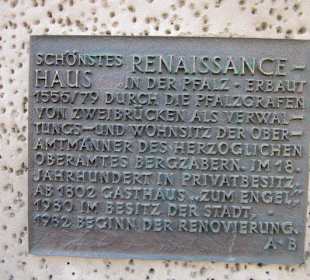 SCHÖNSTES RENAISSANCE-
HAUS IN DER PFALZ - ERBAUT
1556/79 DURCH DIE PFALZGRAFEN
VON ZWEIBRÜCKEN ALS VERWAL-
UNGS-UND WOHNSITZ DER OBER-
AMTMÄNNER DES HERZOGLICHEN
OBERAMTES BERGZABERN. IM 18.
JAHRHUNDERT IN PRIVATBESITZ.
AB 1802 GASTHAUS „ZUM ENGEL“
1980 IM BESITZ DER STADT.
1982 BEGINN DER RENOVIERUNG.
A-B